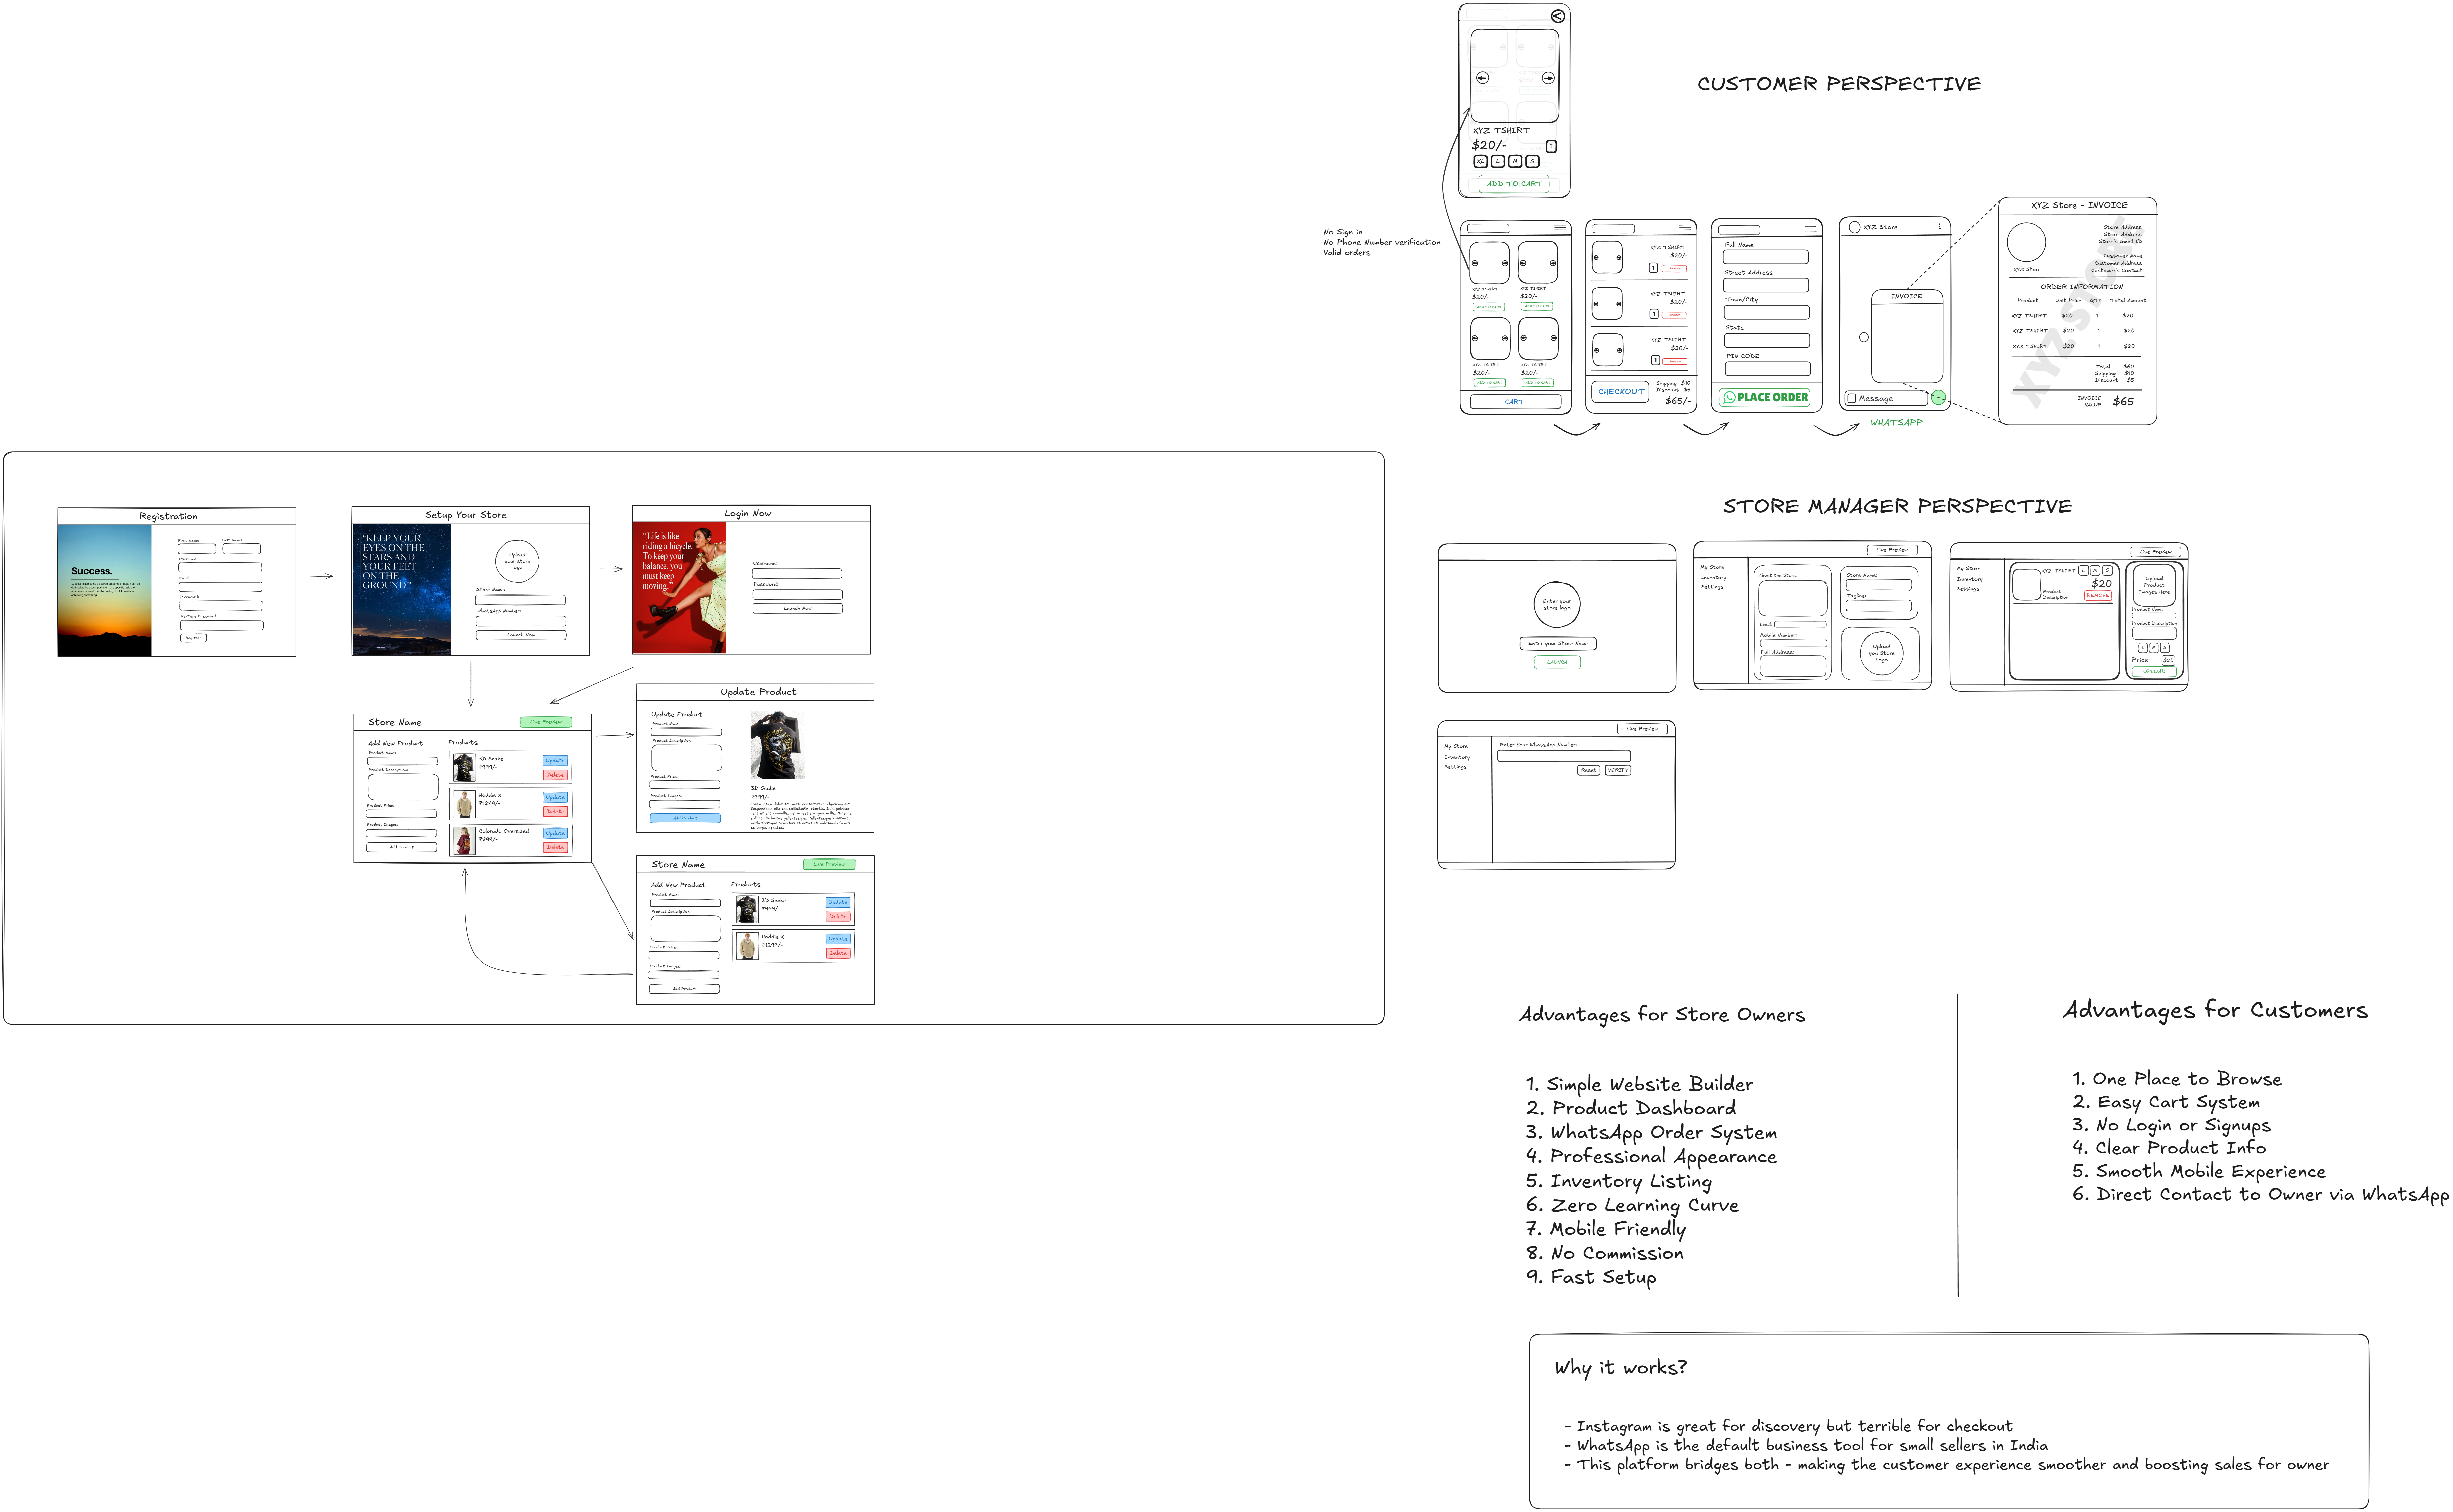 CUSTOMER PERSPECTIVE
XYZ TSHIRT
$20/-
1
XL
L
M
S
ADD TO CART
No Sign in
No Phone Number verification
Valid orders
XYZ TSHIRT
$20/-
ADD TO CART
XYZ TSHIRT
$20/-
ADD TO CART
XYZ TSHIRT
$20/-
ADD TO CART
XYZ TSHIRT
$20/-
ADD TO CART
CART
XYZ TSHIRT
$20/-
1
Remove
XYZ TSHIRT
$20/-
1
Remove
XYZ TSHIRT
$20/-
1
Remove
CHECKOUT
Shipping $10
Discount $5
$65/-
Full Name
Street Address
Town/City
State
PIN CODE
PLACE ORDER
XYZ Store
INVOICE
Message
WHATSAPP
XYZ Store - INVOICE
XYZ Store
Store Address
Store Address
Store's Gmail ID
Customer Name
Customer Address
Customer's Contact
XYZ STORE
ORDER INFORMATION
Product Unit Price QTY Total Amount
XYZ TSHIRT $20 1 $20
XYZ TSHIRT $20 1 $20
XYZ TSHIRT $20 1 $20
Total $60
Shipping $10
Discount $5
INVOICE
VALUE
$65
Registration
Success.
First Name:
Last Name:
Username:
Email
Password:
Re-Type Password:
Register
Setup Your Store
"KEEP YOUR
EYES ON THE
STARS AND
YOUR FEET
ON THE
GROUND."
Upload
your store
logo
Store Name:
WhatsApp Number:
Launch Now
Login Now
"Life is like
riding a bicycle.
To keep your
balance, you
must keep
moving."
Username:
Password:
Launch Now
Store Name
Live Preview
Add New Product
Product Name:
Product Description:
Product Price:
Product Images:
Add Product
Products
3D Snake
₹999/-
Update
Delete
Hoddie X
₹1299/-
Update
Delete
Colorado Oversized
₹899/-
Update
Delete
Update Product
Update Product
Product Name:
Product Description:
Product Price:
Product Images:
Add Product
3D Snake
₹999/-
Lorem ipsum dolor sit amet, consectetur adipiscing elit.
Store Name
Live Preview
Add New Product
Product Name:
Product Description:
Product Price:
Product Images:
Add Product
Products
3D Snake
₹999/-
Update
Delete
Hoddie X
₹1299/-
Update
Delete
STORE MANAGER PERSPECTIVE
Enter your
store logo
Enter your Store Name
LAUNCH
Live Preview
My Store
Inventory
Settings
About the Store:
Email:
Mobile Number:
Full Address:
Store Name:
Tagline:
Upload
you Store
Logo
Live Preview
My Store
Inventory
Settings
XYZ TSHIRT
L
M
S
$20
Product
Description
REMOVE
Upload
Product
Images Here
Product Name
Product Description
L
M
S
Price
$20
UPLOAD
Live Preview
My Store
Inventory
Settings
Enter Your WhatsApp Number:
Reset
VERIFY
Advantages for Store Owners
1. Simple Website Builder
2. Product Dashboard
3. WhatsApp Order System
4. Professional Appearance
5. Inventory Listing
6. Zero Learning Curve
7. Mobile Friendly
8. No Commission
9. Fast Setup
Advantages for Customers
1. One Place to Browse
2. Easy Cart System
3. No Login or Signups
4. Clear Product Info
5. Smooth Mobile Experience
6. Direct Contact to Owner via WhatsApp
Why it works?
- Instagram is great for discovery but terrible for checkout
- WhatsApp is the default business tool for small sellers in India
- This platform bridges both - making the customer experience smoother and boosting sales for owner